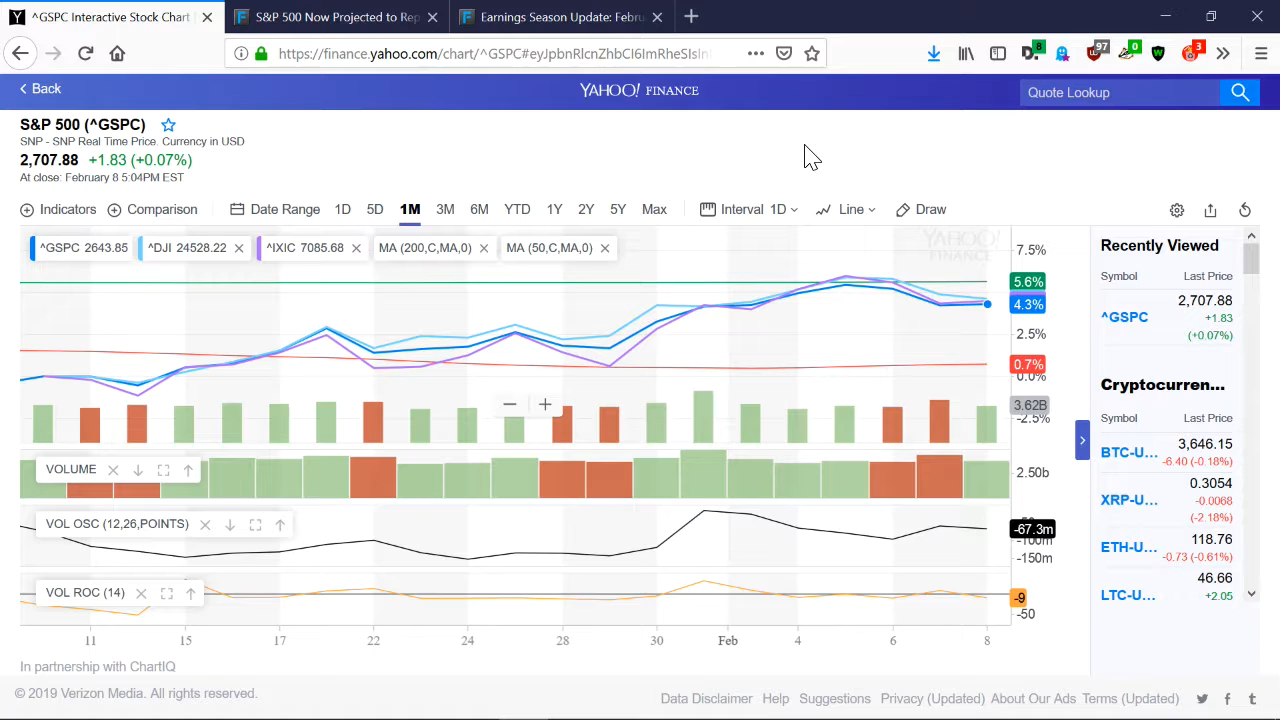 ^GSPC Interactive Stock Chart
S&P 500 Now Projected to Rep
Earnings Season Update: Febru
https://finance.yahoo.com/chart/^GSPC#eyJpbnRlcnZhbCI6ImRheSIsIn
8
97
0
3
Back
YAHOO! FINANCE
Quote Lookup
S&P 500 (^GSPC)
SNP - SNP Real Time Price. Currency in USD
2,707.88 +1.83 (+0.07%)
At close: February 8 5:04PM EST
Indicators Comparison Date Range 1D 5D 1M 3M 6M YTD 1Y 2Y 5Y Max Interval 1D Line Draw
^GSPC 2643.85 ^DJI 24528.22 ^IXIC 7085.68 MA (200,C,MA,0) MA (50,C,MA,0)
YAHOO!
FINANCE
7.5%
5.6%
4.3%
2.5%
0.7%
0.0%
3.62B
-2.5%
VOLUME
2.50b
VOL OSC (12,26,POINTS)
-67.3m
-100m
-150m
VOL ROC (14)
-9
-50
11 15 17 22 24 28 30 Feb 4 6 8
Recently Viewed
Symbol Last Price
^GSPC 2,707.88
+1.83
(+0.07%)
Cryptocurren...
Symbol Last Price
BTC-U... 3,646.15
-6.40 (-0.18%)
XRP-U... 0.3054
-0.0068
(-2.18%)
ETH-U... 118.76
-0.73 (-0.61%)
LTC-U... 46.66
+2.05
In partnership with ChartIQ
© 2019 Verizon Media. All rights reserved.
Data Disclaimer Help Suggestions Privacy (Updated) About Our Ads Terms (Updated)